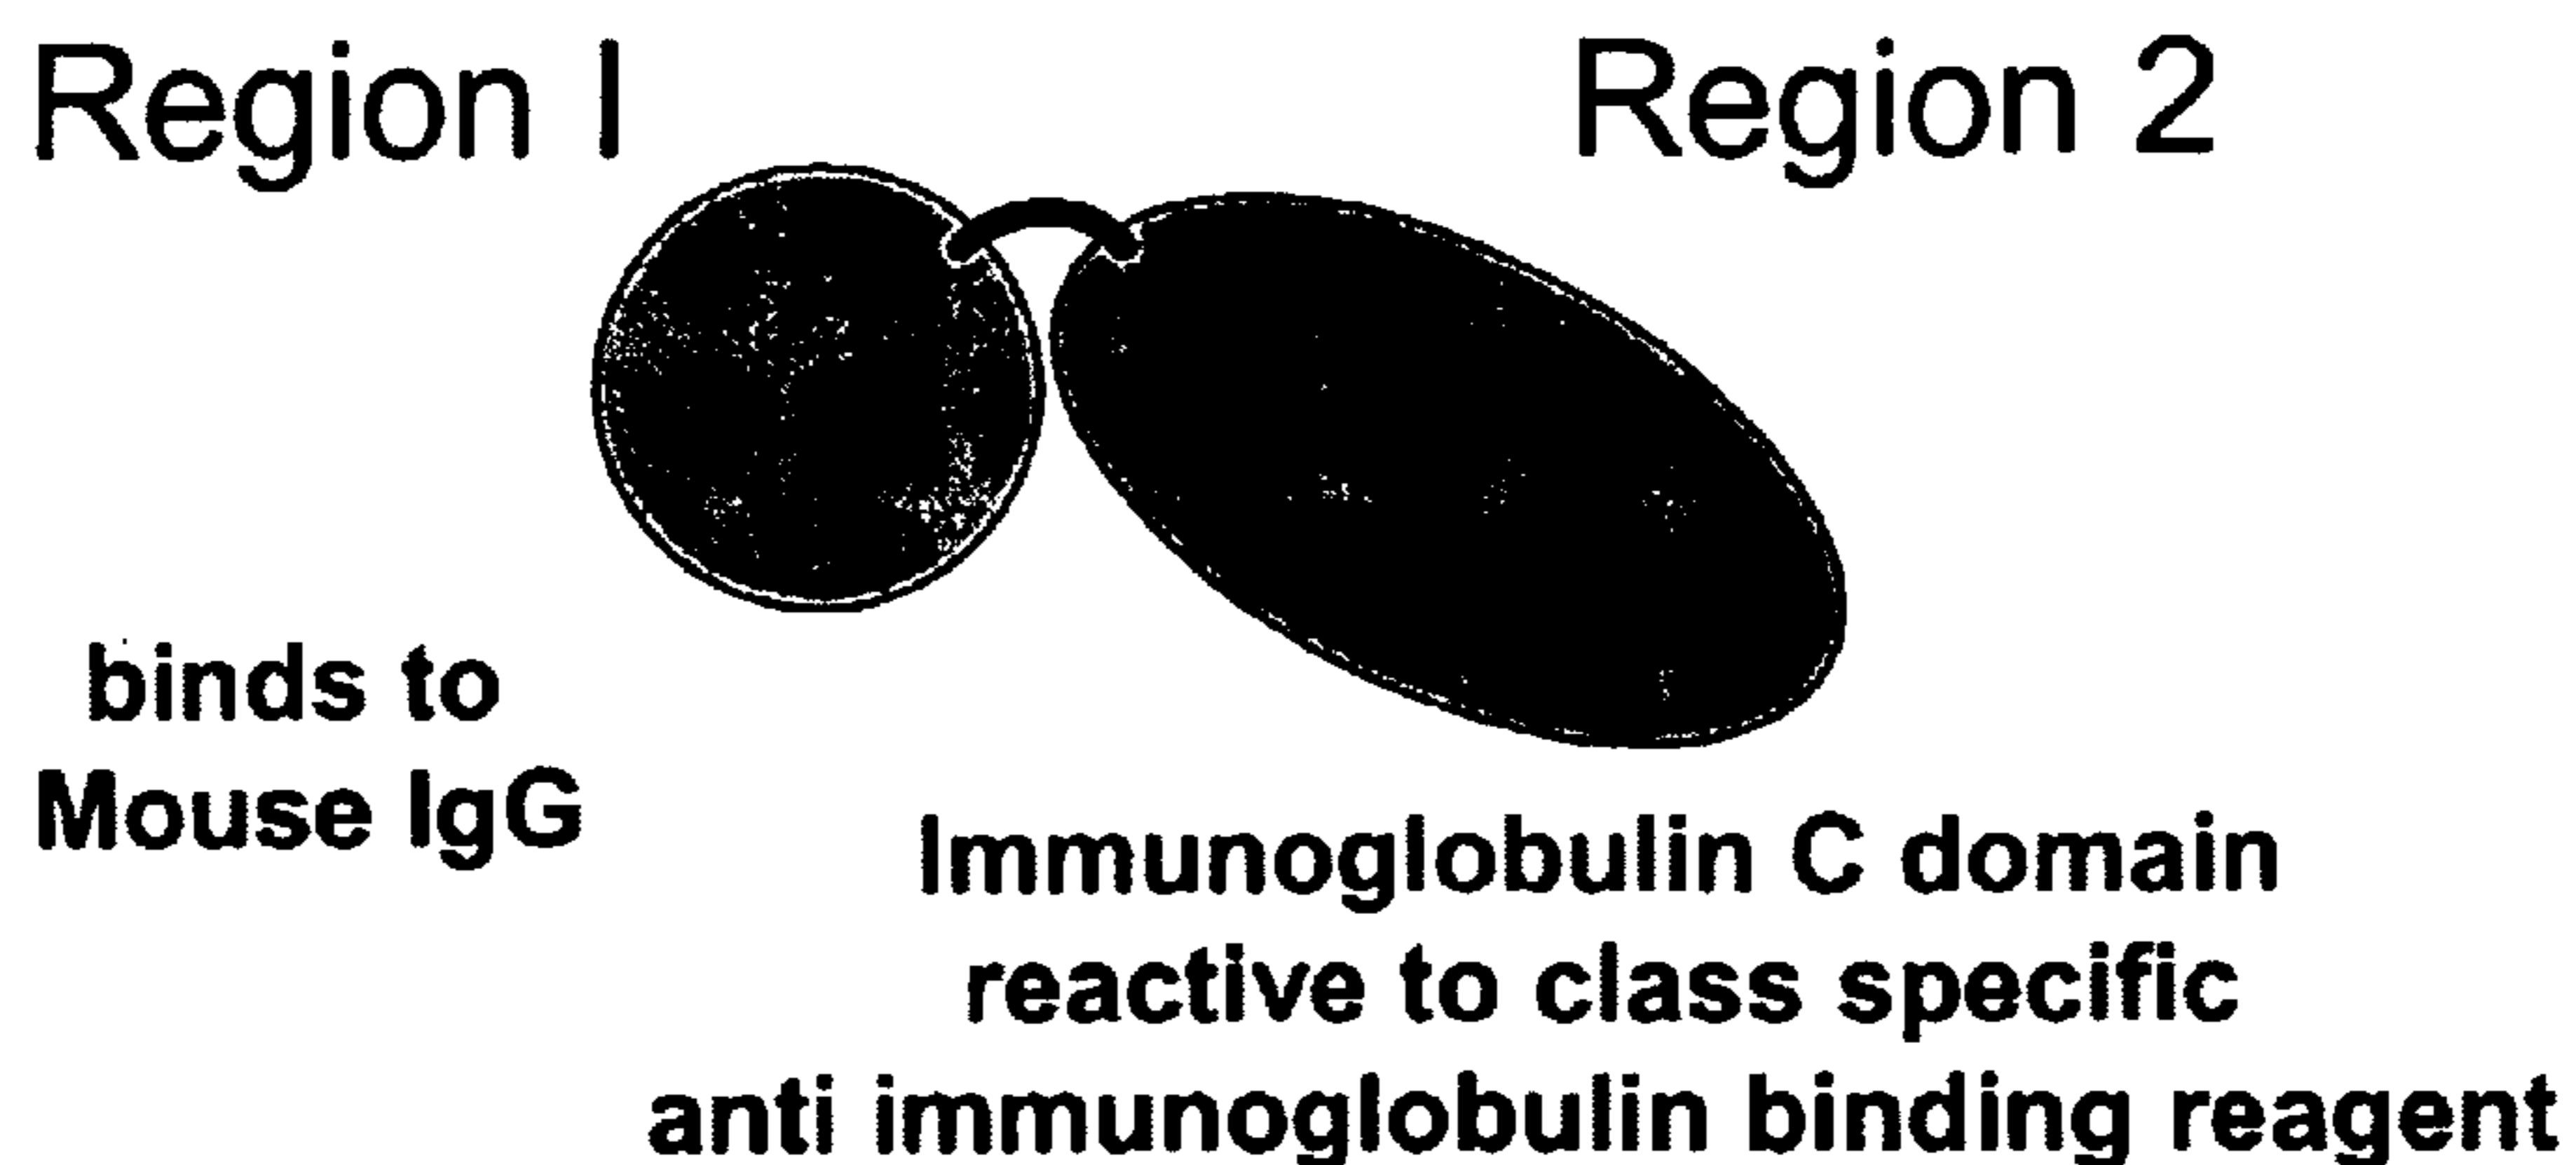 Region I
Region 2
binds to
Mouse IgG
Immunoglobulin C domain
reactive to class specific
anti immunoglobulin binding reagent